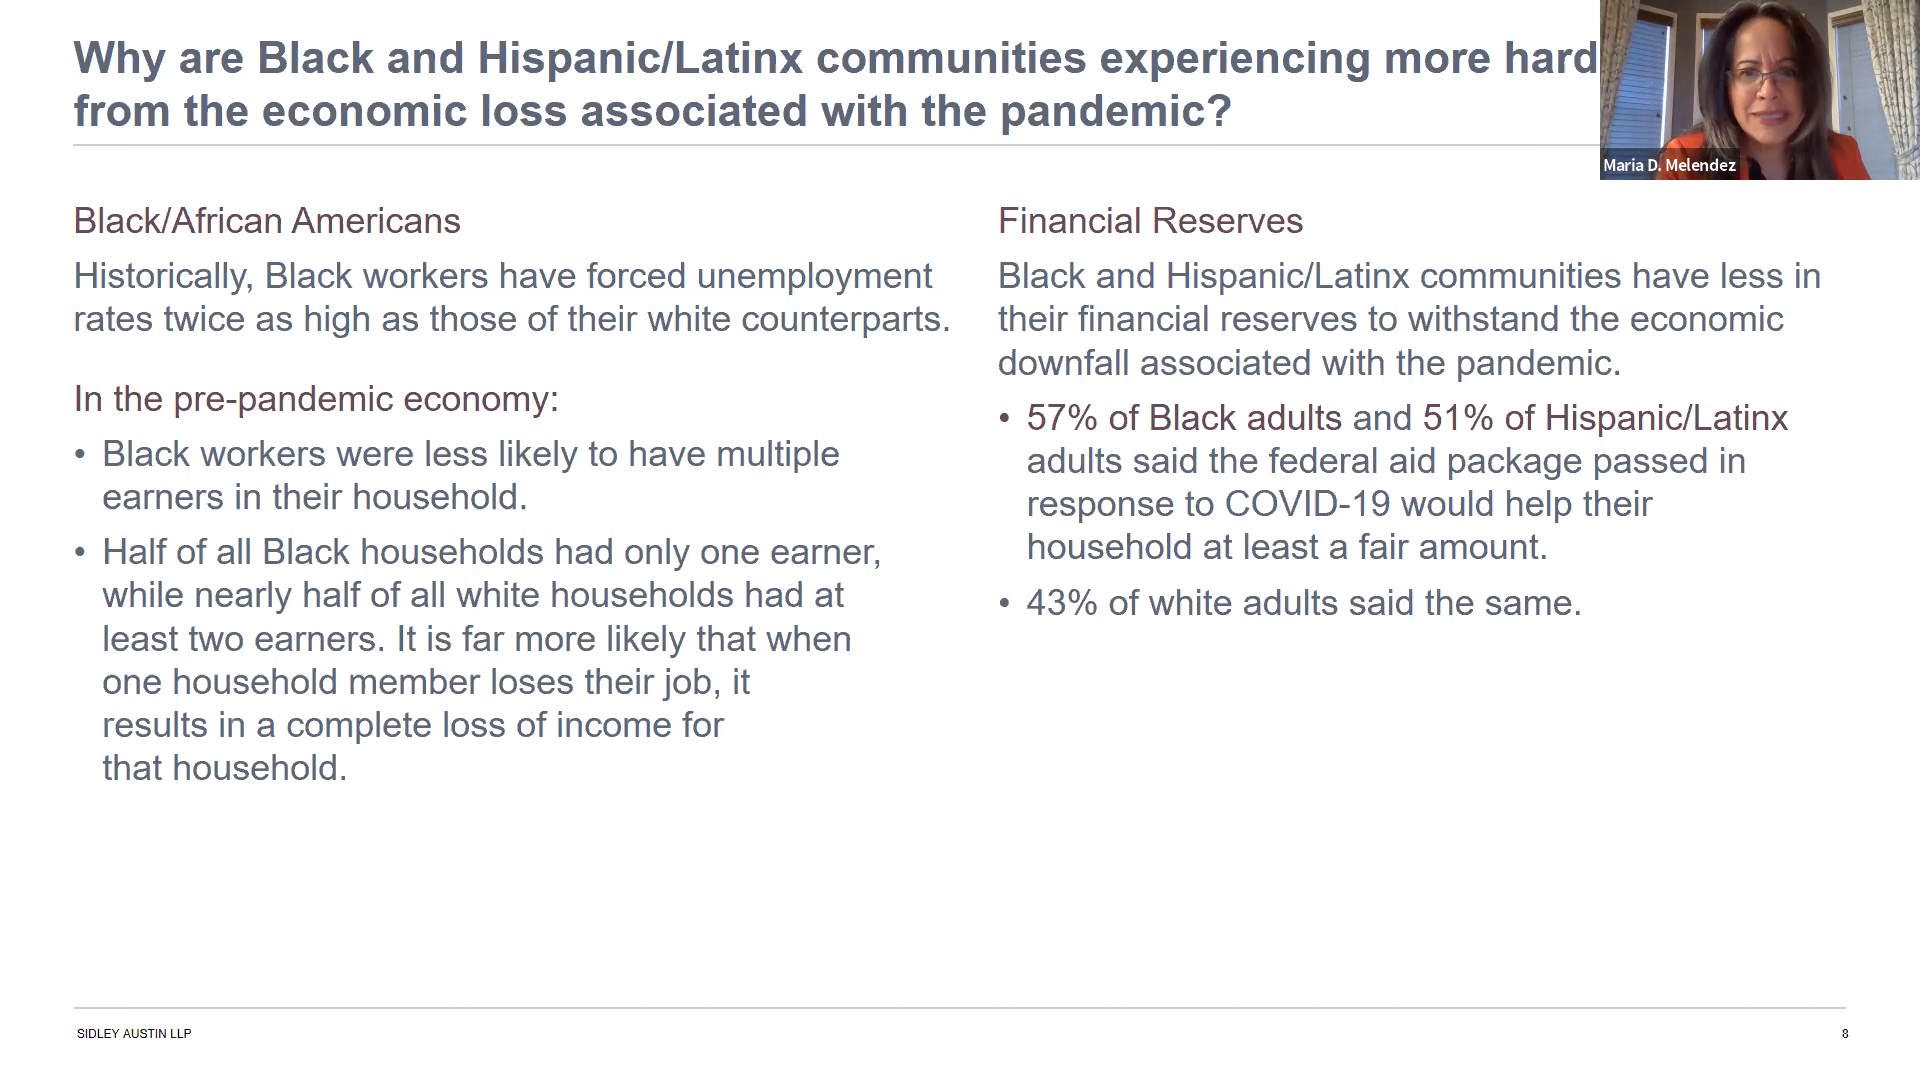 Why are Black and Hispanic/Latinx communities experiencing more hard
from the economic loss associated with the pandemic?
Maria D. Melendez
Black/African Americans
Historically, Black workers have forced unemployment
rates twice as high as those of their white counterparts.
In the pre-pandemic economy:
• Black workers were less likely to have multiple
earners in their household.
• Half of all Black households had only one earner,
while nearly half of all white households had at
least two earners. It is far more likely that when
one household member loses their job, it
results in a complete loss of income for
that household.
Financial Reserves
Black and Hispanic/Latinx communities have less in
their financial reserves to withstand the economic
downfall associated with the pandemic.
• 57% of Black adults and 51% of Hispanic/Latinx
adults said the federal aid package passed in
response to COVID-19 would help their
household at least a fair amount.
• 43% of white adults said the same.
SIDLEY AUSTIN LLP
8